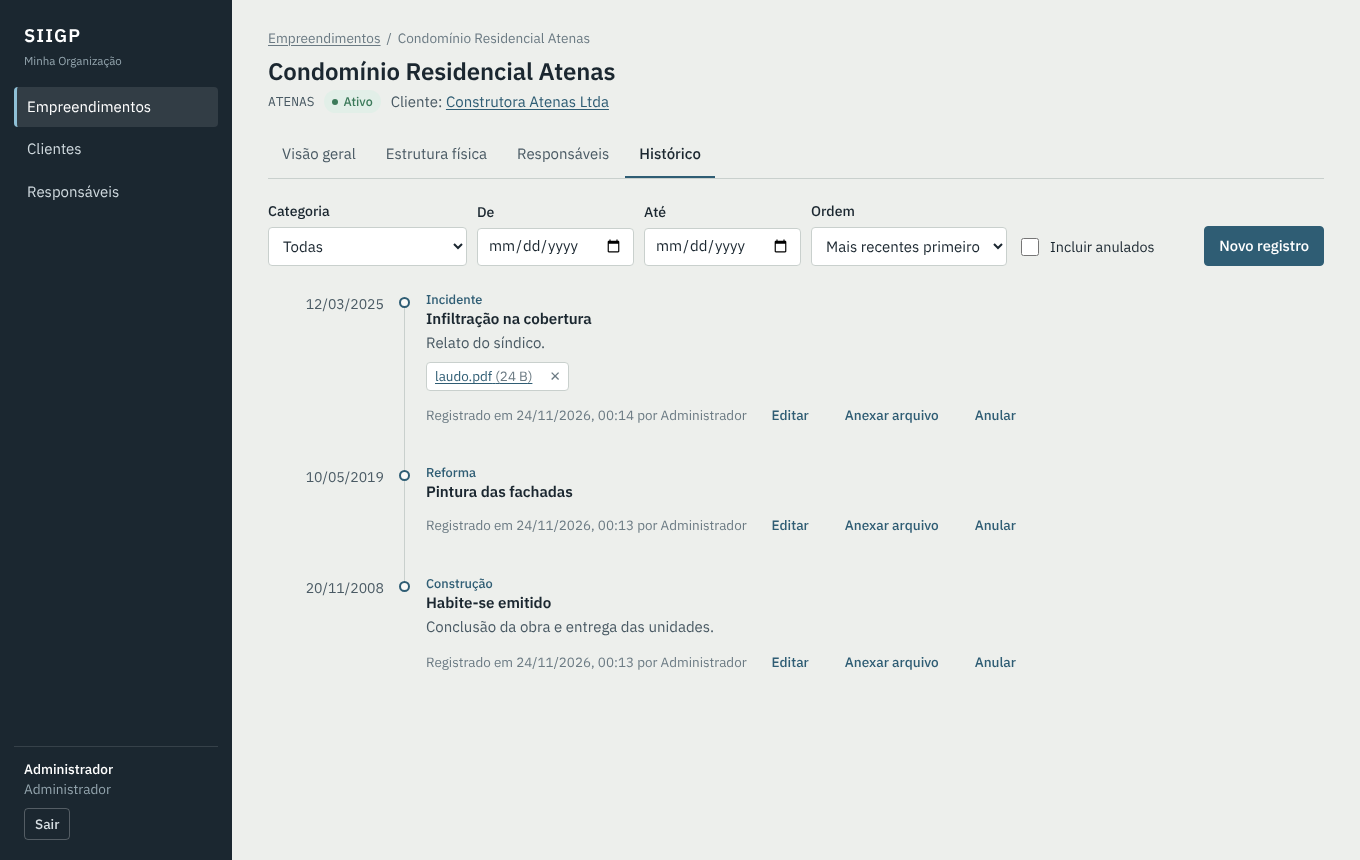 SIIGP
Minha Organização
Empreendimentos
Clientes
Responsáveis
Administrador
Administrador
Sair
Empreendimentos / Condomínio Residencial Atenas
Condomínio Residencial Atenas
ATENAS Ativo Cliente: Construtora Atenas Ltda
Visão geral Estrutura física Responsáveis Histórico
Categoria De Até Ordem
Todas mm/dd/yyyy mm/dd/yyyy Mais recentes primeiro Incluir anulados Novo registro
12/03/2025 Incidente
Infiltração na cobertura
Relato do síndico.
laudo.pdf (24 B) ×
Registrado em 24/11/2026, 00:14 por Administrador Editar Anexar arquivo Anular
10/05/2019 Reforma
Pintura das fachadas
Registrado em 24/11/2026, 00:13 por Administrador Editar Anexar arquivo Anular
20/11/2008 Construção
Habite-se emitido
Conclusão da obra e entrega das unidades.
Registrado em 24/11/2026, 00:13 por Administrador Editar Anexar arquivo Anular